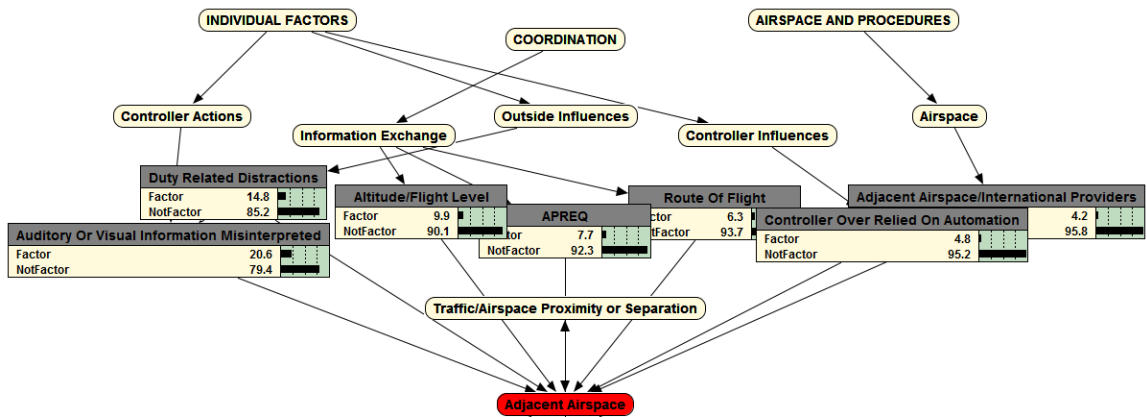 INDIVIDUAL FACTORS
AIRSPACE AND PROCEDURES
COORDINATION
Controller Actions
Outside Influences
Airspace
Information Exchange
Controller Influences
Duty Related Distractions
Factor 14.8
NotFactor 85.2
Altitude/Flight Level
Factor 9.9
NotFactor 90.1
Route Of Flight
6.3
93.7
Adjacent Airspace/International Providers
4.2
95.8
APREQ
7.7
NotFactor 92.3
Controller Over Relied On Automation
Factor 4.8
NotFactor 95.2
Auditory Or Visual Information Misinterpreted
Factor 20.6
NotFactor 79.4
Traffic/Airspace Proximity or Separation
Adjacent Airspace